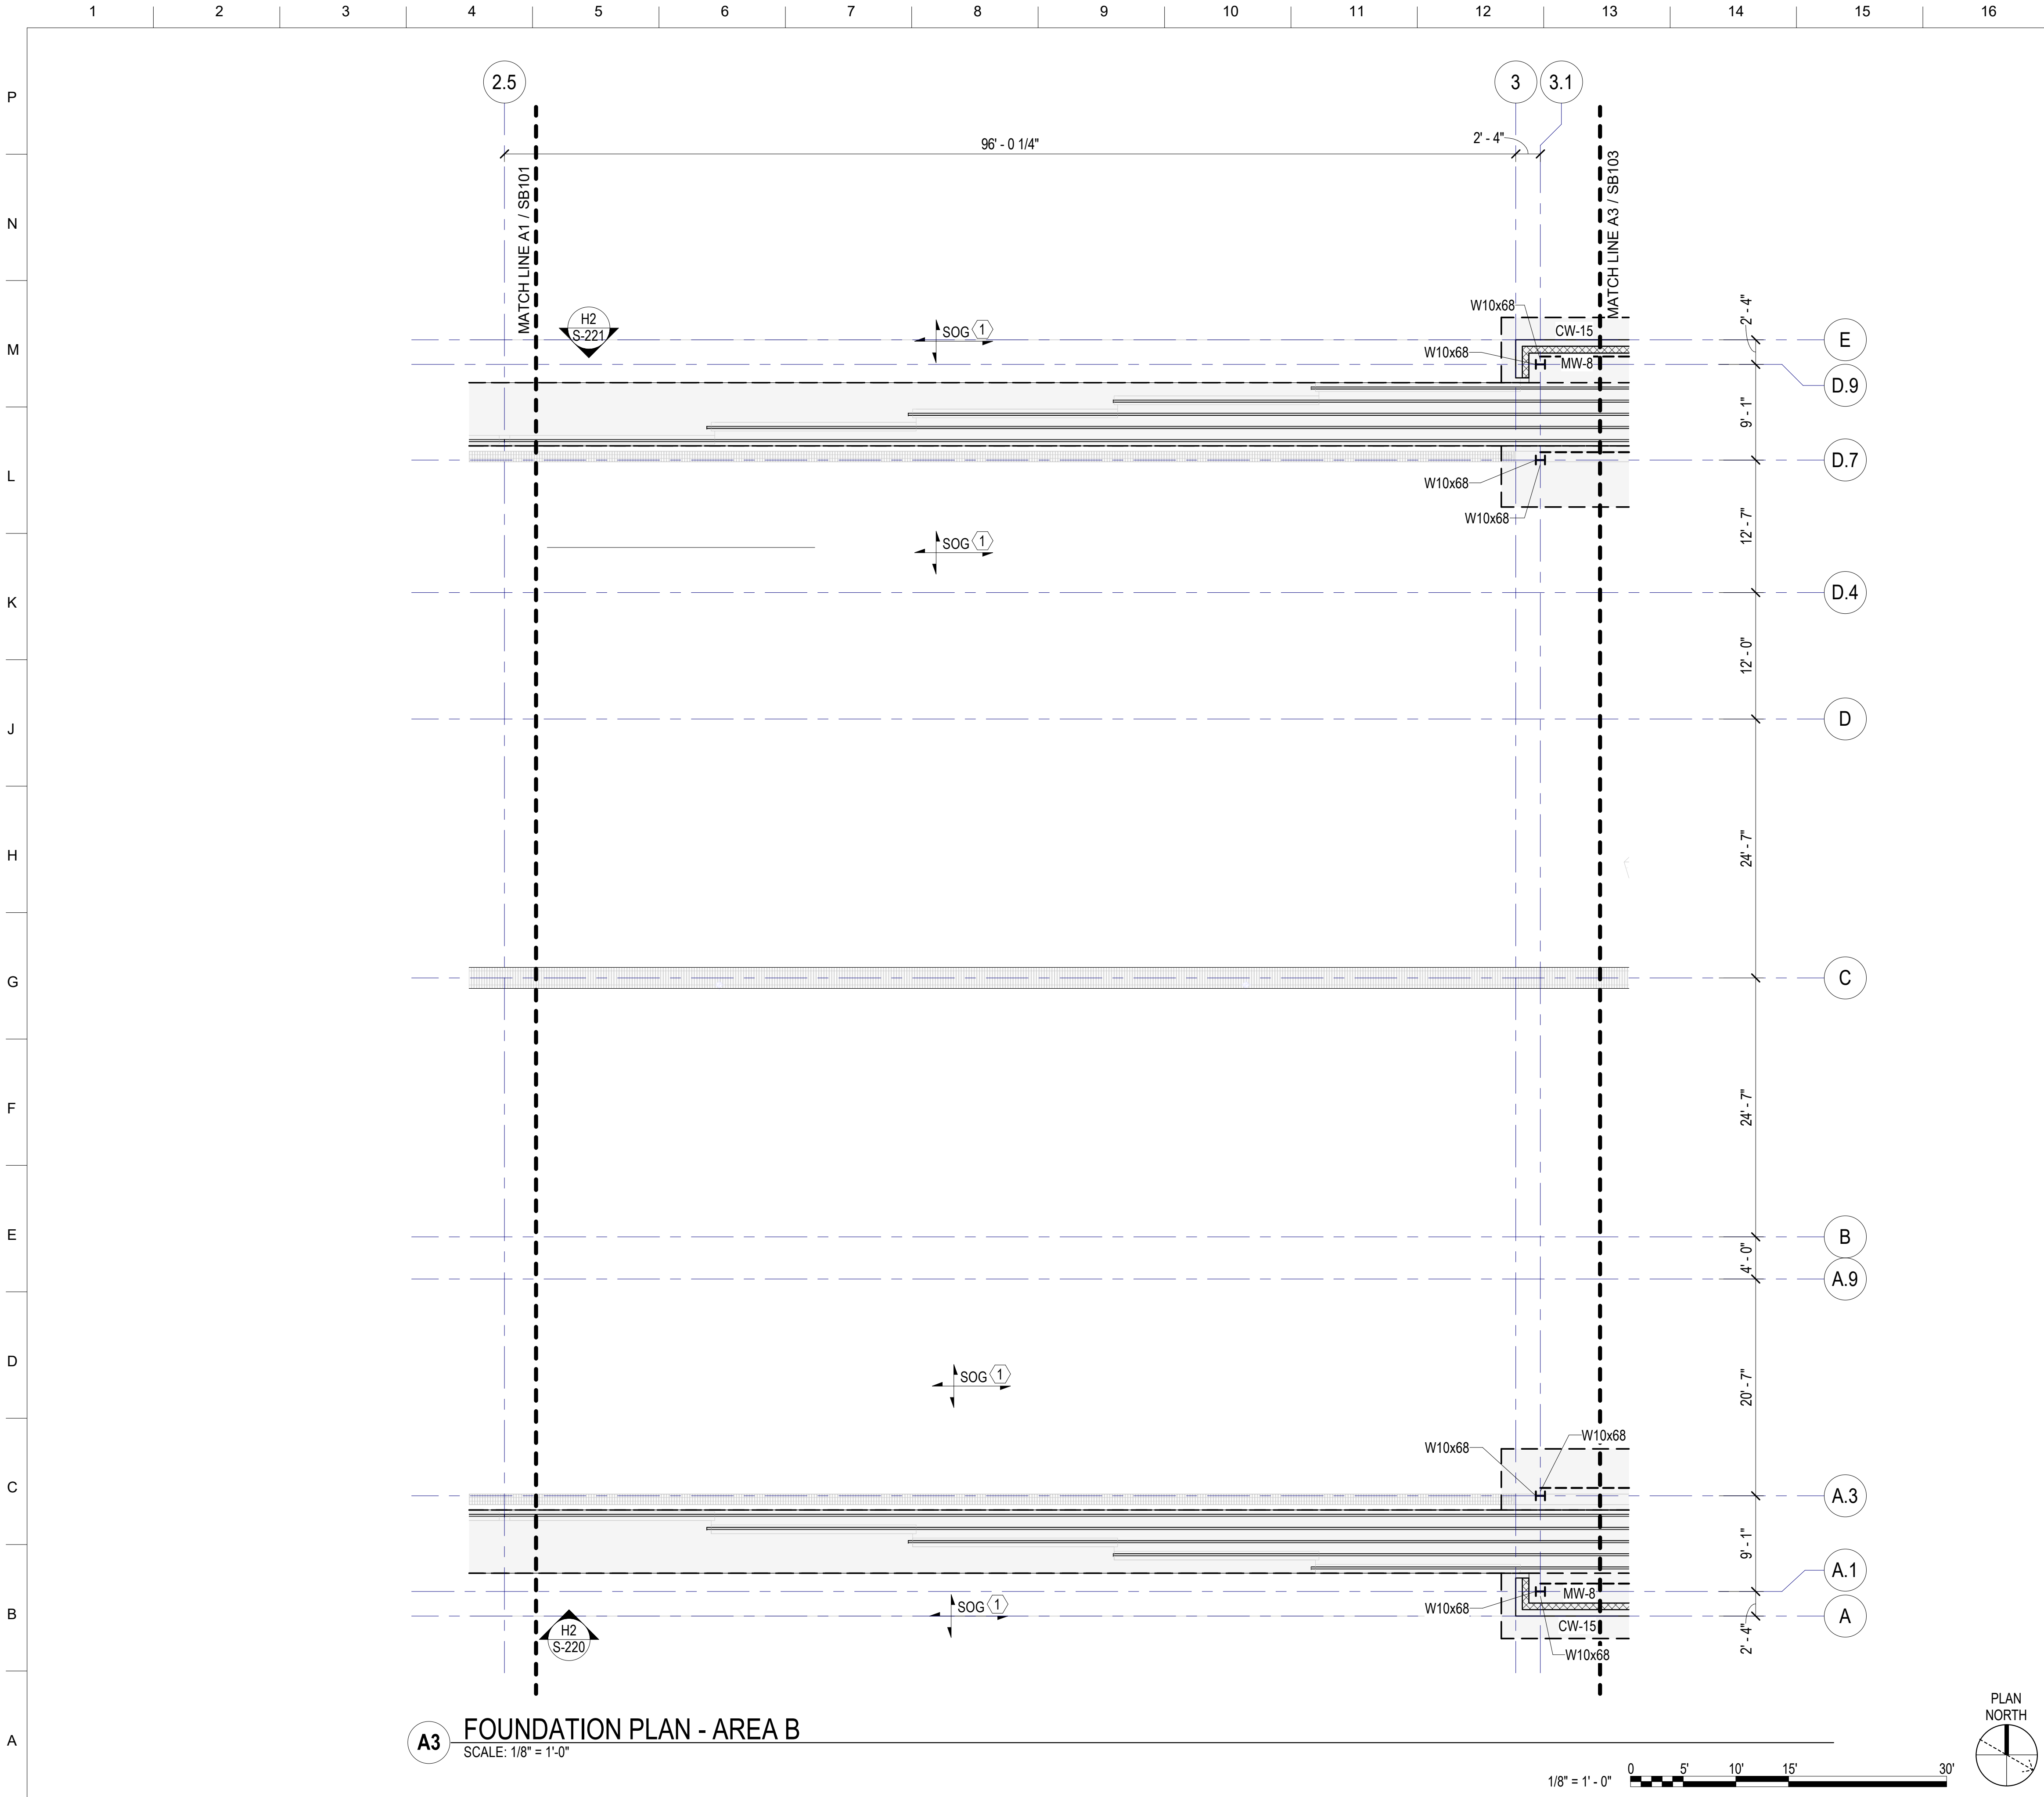 1 2 3 4 5 6 7 8 9 10 11 12 13 14 15 16
P
2.5 3 3.1
96' - 0 1/4"
2' - 4"
MATCH LINE A1 / SB101
MATCH LINE A3 / SB103
N
M
H2
S-221
SOG 1
W10x68
CW-15
W10x68
MW-8
2' - 4"
E
D.9
9' - 1"
L
W10x68
W10x68
D.7
12' - 7"
SOG 1
K
D.4
12' - 0"
J
D
24' - 7"
H
G
C
24' - 7"
F
E
B
4' - 0"
A.9
D
SOG 1
20' - 7"
C
W10x68
W10x68
A.3
9' - 1"
A.1
B
SOG 1
W10x68
MW-8
A
CW-15
W10x68
2' - 4"
H2
S-220
A
A3
FOUNDATION PLAN - AREA B
SCALE: 1/8" = 1'-0"
PLAN
NORTH
1/8" = 1' - 0"
0 5' 10' 15' 30'